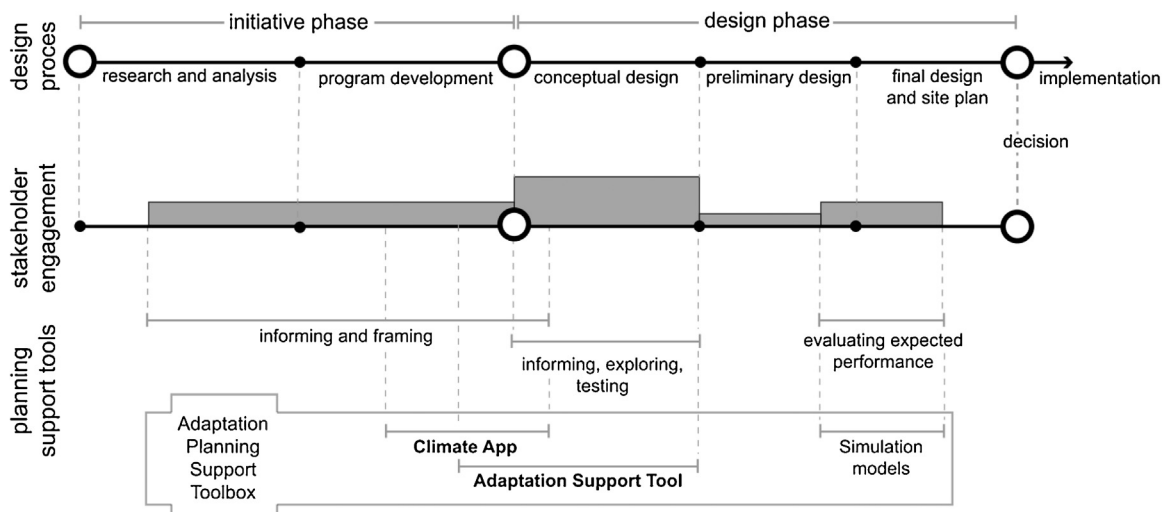 initiative phase
design phase
design
proces
research and analysis
program development
conceptual design
preliminary design
final design
and site plan
implementation
decision
stakeholder
engagement
informing and framing
informing, exploring,
testing
evaluating expected
performance
planning
support tools
Adaptation
Planning
Support
Toolbox
Climate App
Adaptation Support Tool
Simulation
models